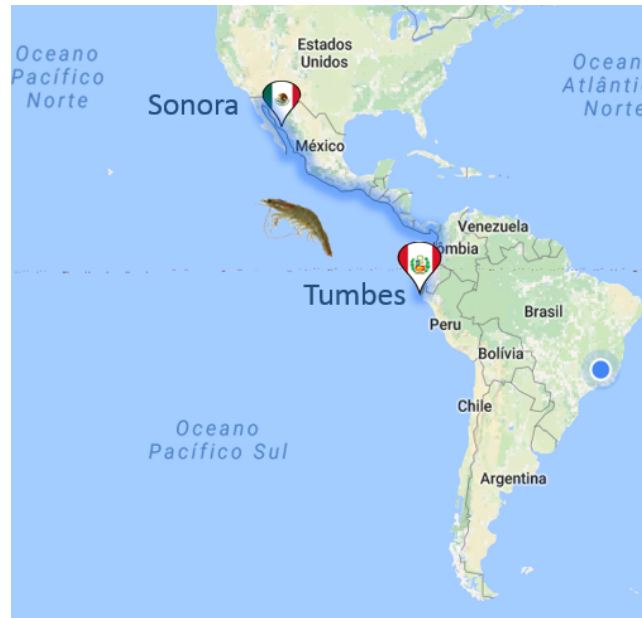 Oceano
Pacífico
Norte
Estados
Unidos
Ocean
Atlântic
Norte
Sonora
México
Venezuela
ômbia
Tumbes
Brasil
Peru
Bolívia
Chile
Oceano
Pacífico Sul
Argentina